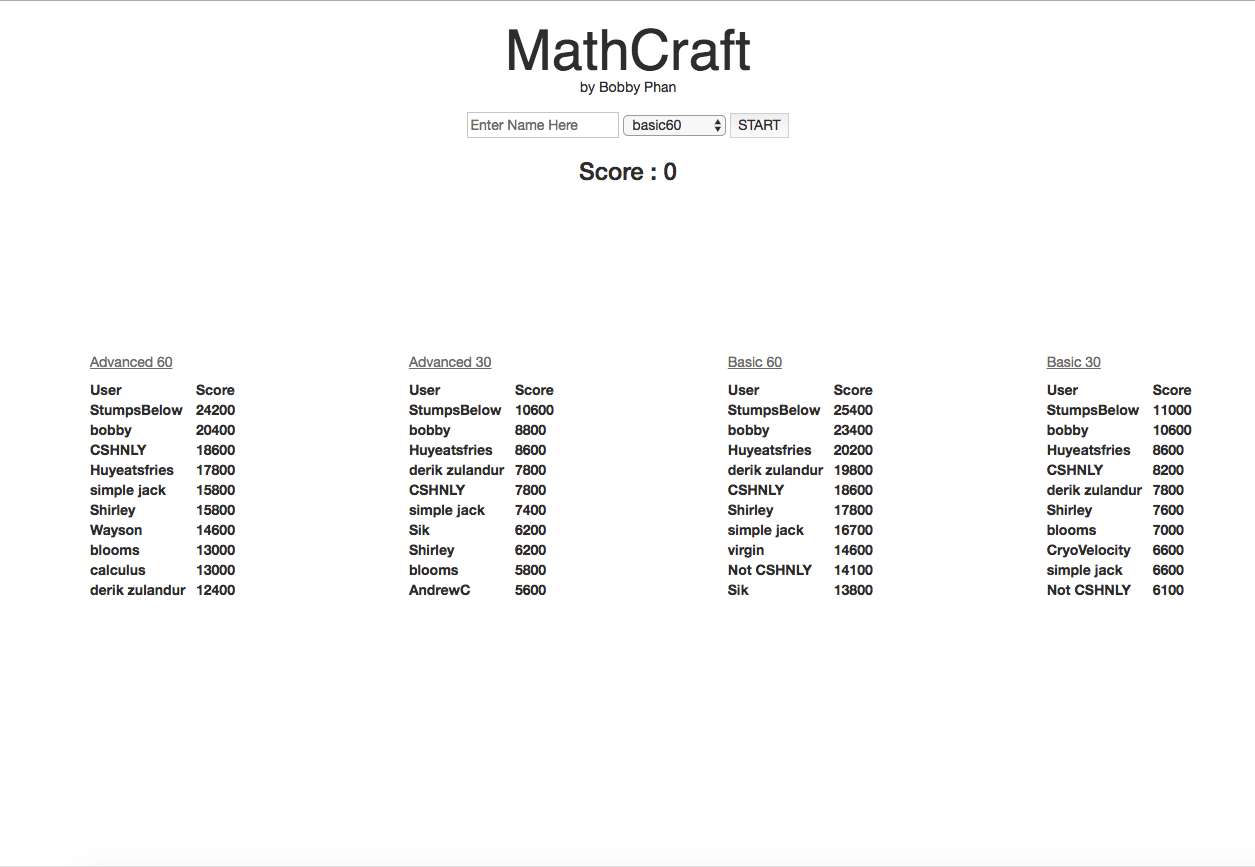 MathCraft
by Bobby Phan
Enter Name Here basic60 START
Score : 0
Advanced 60
User Score
StumpsBelow 24200
bobby 20400
CSHNLY 18600
Huyeatsfries 17800
simple jack 15800
Shirley 15800
Wayson 14600
blooms 13000
calculus 13000
derik zulandur 12400
Advanced 30
User Score
StumpsBelow 10600
bobby 8800
Huyeatsfries 8600
derik zulandur 7800
CSHNLY 7800
simple jack 7400
Sik 6200
Shirley 6200
blooms 5800
AndrewC 5600
Basic 60
User Score
StumpsBelow 25400
bobby 23400
Huyeatsfries 20200
derik zulandur 19800
CSHNLY 18600
Shirley 17800
simple jack 16700
virgin 14600
Not CSHNLY 14100
Sik 13800
Basic 30
User Score
StumpsBelow 11000
bobby 10600
Huyeatsfries 8600
CSHNLY 8200
derik zulandur 7800
Shirley 7600
blooms 7000
CryoVelocity 6600
simple jack 6600
Not CSHNLY 6100